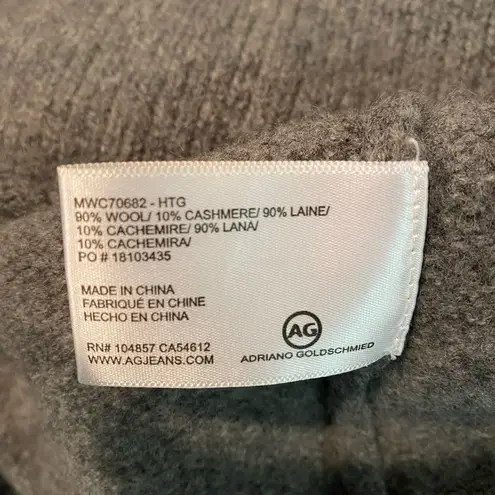 MWC70682 - HTG
90% WOOL/ 10% CASHMERE/ 90% LAINE/
10% CACHEMIRE/ 90% LANA/
10% CACHEMIRA/
PO # 18103435
MADE IN CHINA
FABRIQUÉ EN CHINE
HECHO EN CHINA
RN# 104857 CA54612
WWW.AGJEANS.COM
AG
ADRIANO GOLDSCHMIED